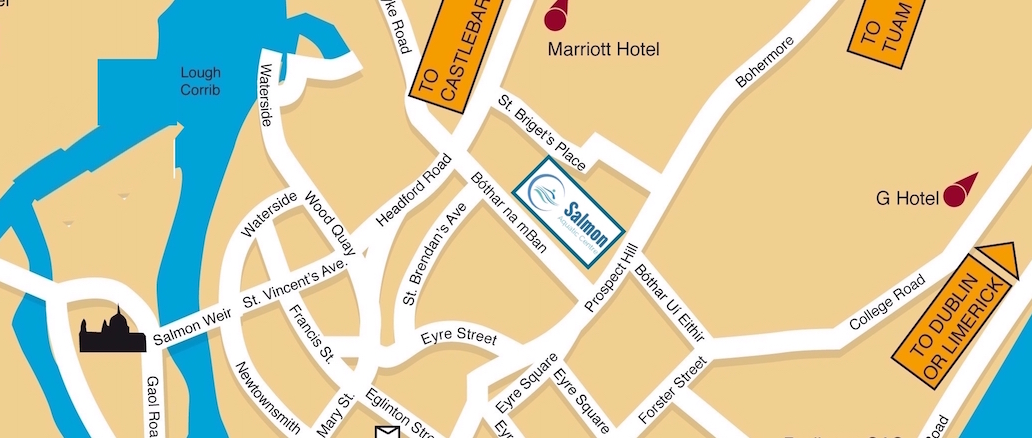 TO
CASTLEBAR
TO
TUAM
Marriott Hotel
Lough
Corrib
Waterside
Bohermore
St. Briget's Place
Salmon
Aquatic Centre
G Hotel
Headford Road
Bóthar na mBan
Waterside
Wood Quay
St. Brendan's Ave
St. Vincent's Ave.
Salmon Weir
Prospect Hill
Bóthar Uí Eithir
College Road
TO DUBLIN
OR LIMERICK
Francis St.
Eyre Street
Eyre Square
Eyre Square
Forster Street
Gaol Roa
Newtownsmith
Mary St.
Eglinton Stre
Road